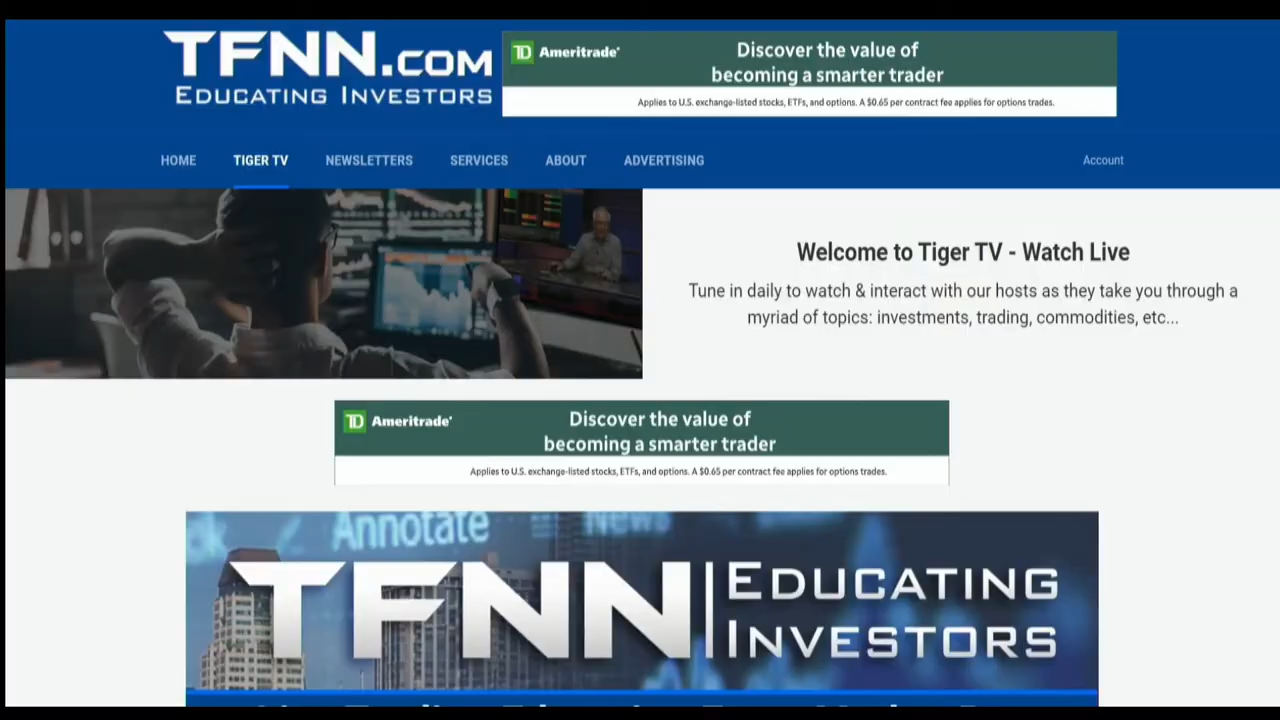 TFNN.COM
EDUCATING INVESTORS
TD Ameritrade
Discover the value of
becoming a smarter trader
Applies to U.S. exchange-listed stocks, ETFs, and options. A $0.65 per contract fee applies for options trades.
HOME TIGER TV NEWSLETTERS SERVICES ABOUT ADVERTISING Account
Welcome to Tiger TV - Watch Live
Tune in daily to watch & interact with our hosts as they take you through a
myriad of topics: investments, trading, commodities, etc...
TD Ameritrade
Discover the value of
becoming a smarter trader
Applies to U.S. exchange-listed stocks, ETFs, and options. A $0.65 per contract fee applies for options trades.
Annotate News
TFNN EDUCATING
INVESTORS